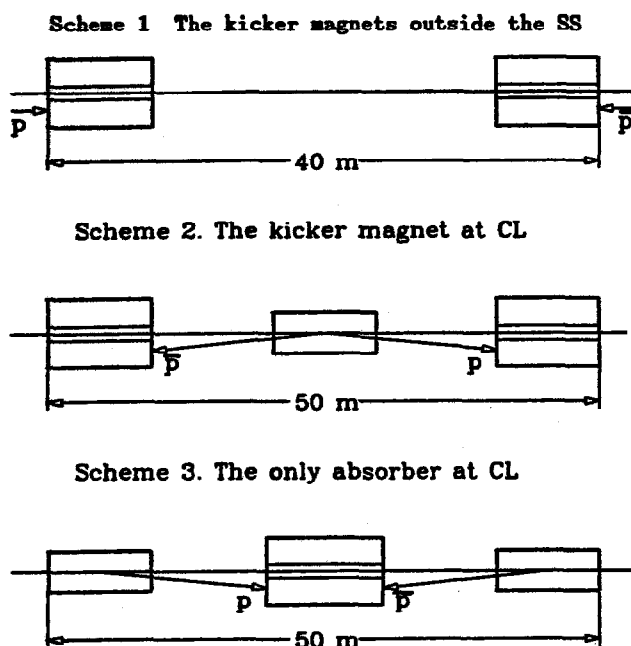 Scheme 1 The kicker magnets outside the SS
p p̅
40 m
Scheme 2. The kicker magnet at CL
p̅ p
50 m
Scheme 3. The only absorber at CL
p p̅
50 m